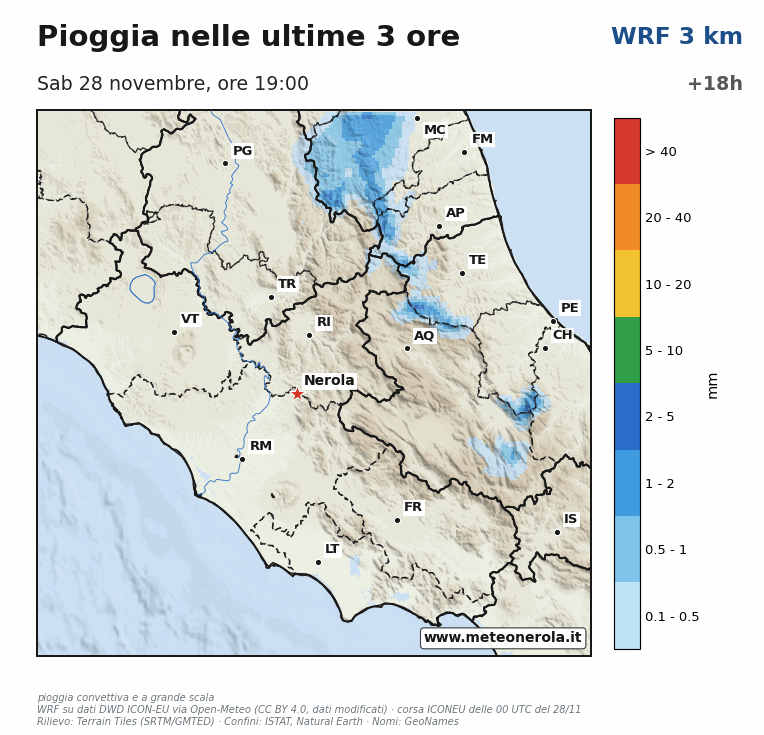 Pioggia nelle ultime 3 ore
WRF 3 km
Sab 28 novembre, ore 19:00
+18h
MC
FM
PG
AP
TE
TR
PE
VT
RI
AQ
CH
Nerola
RM
FR
IS
LT
www.meteonerola.it
> 40
20 - 40
10 - 20
5 - 10
2 - 5
1 - 2
0.5 - 1
0.1 - 0.5
mm
pioggia convettiva e a grande scala
WRF su dati DWD ICON-EU via Open-Meteo (CC BY 4.0, dati modificati) · corsa ICONEU delle 00 UTC del 28/11
Rilievo: Terrain Tiles (SRTM/GMTED) · Confini: ISTAT, Natural Earth · Nomi: GeoNames